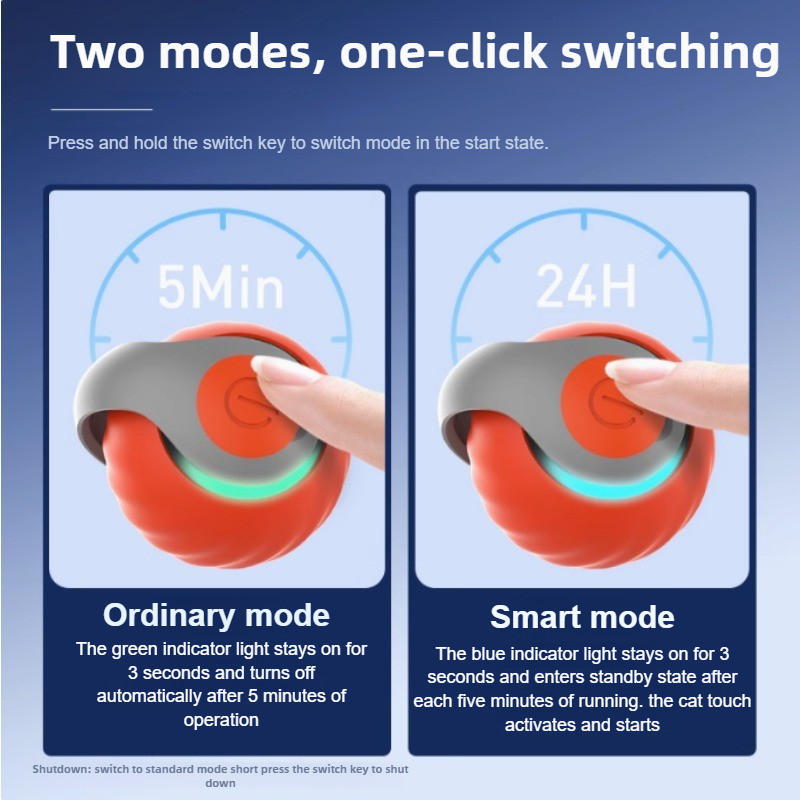 Two modes, one-click switching
Press and hold the switch key to switch mode in the start state.
5Min
24H
Ordinary mode
The green indicator light stays on for
3 seconds and turns off
automatically after 5 minutes of
operation
Smart mode
The blue indicator light stays on for 3
seconds and enters standby state after
each five minutes of running. the cat touch
activates and starts
Shutdown: switch to standard mode short press the switch key to shut
down